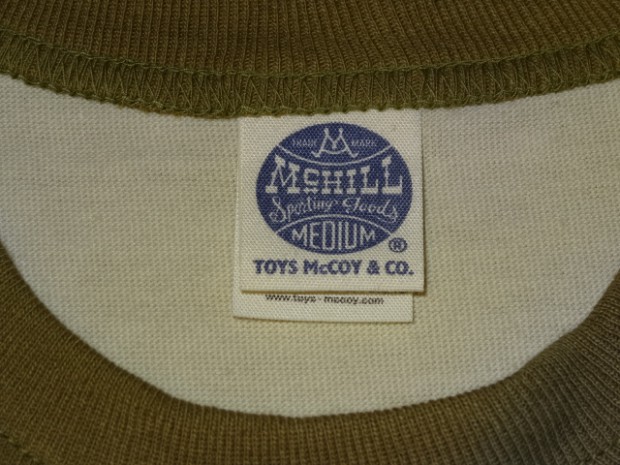 TRADE M MARK
McHILL
Sporting Goods
MEDIUM
®
TOYS McCOY & CO.
www.toys-mccoy.com